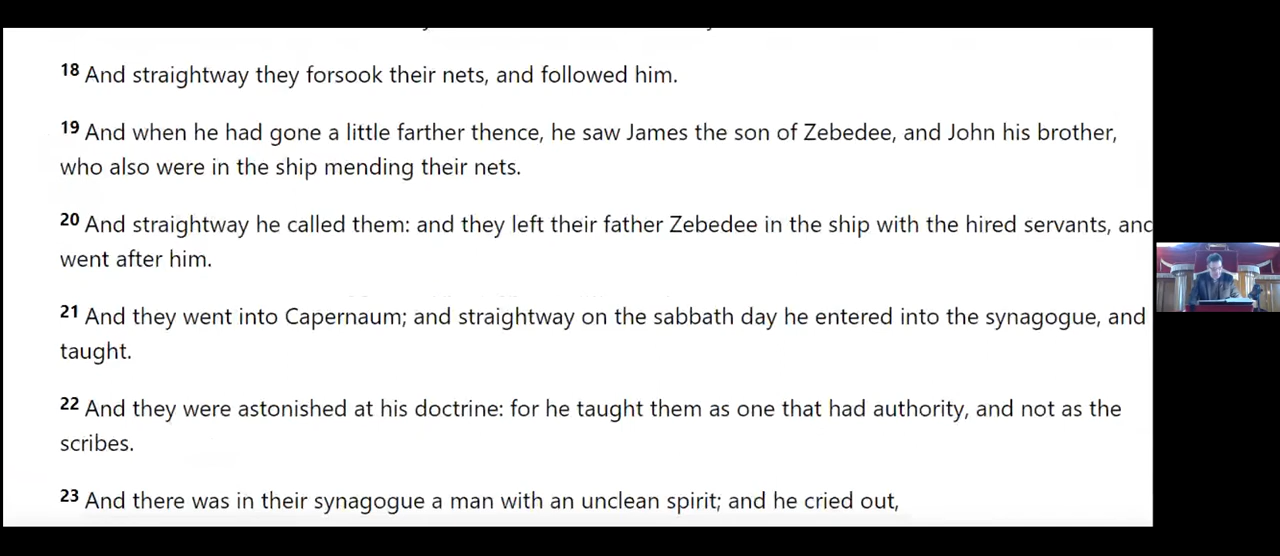 18 And straightway they forsook their nets, and followed him.
19 And when he had gone a little farther thence, he saw James the son of Zebedee, and John his brother,
who also were in the ship mending their nets.
20 And straightway he called them: and they left their father Zebedee in the ship with the hired servants, and
went after him.
21 And they went into Capernaum; and straightway on the sabbath day he entered into the synagogue, and
taught.
22 And they were astonished at his doctrine: for he taught them as one that had authority, and not as the
scribes.
23 And there was in their synagogue a man with an unclean spirit; and he cried out,